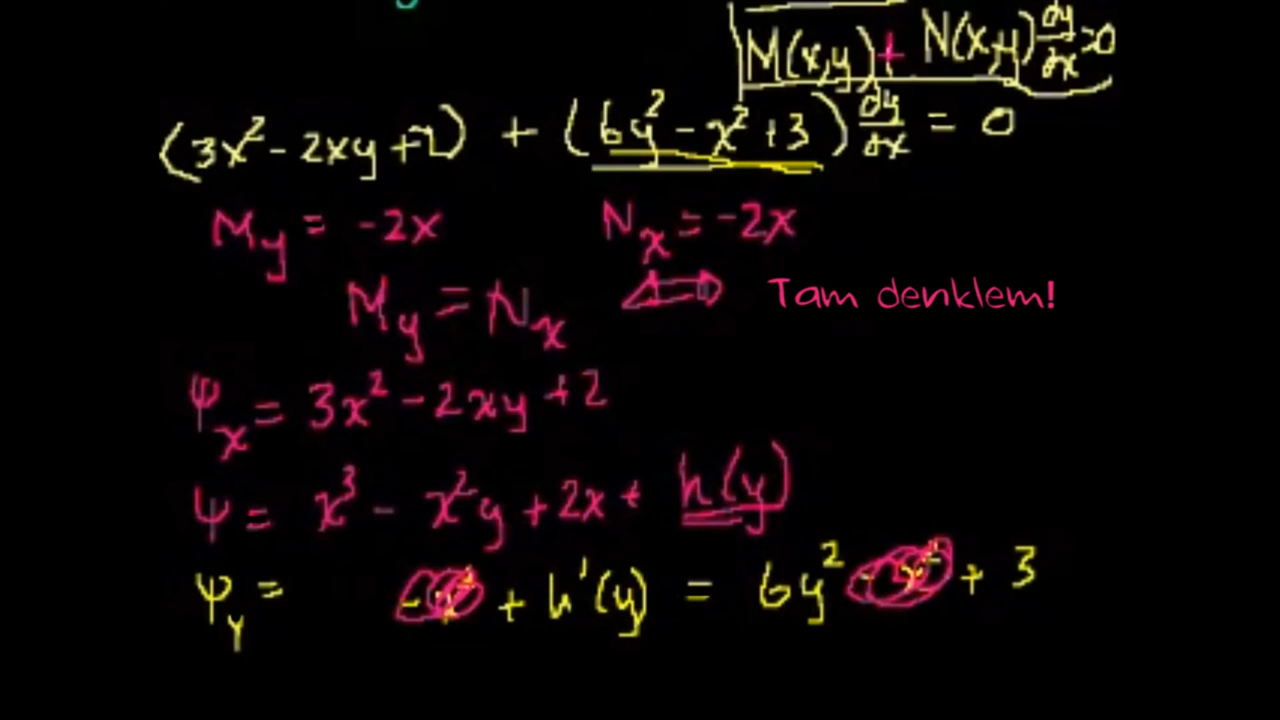 M(x,y) + N(x,y) dy/dx = 0
(3x² - 2xy + 2) + (6y² - x² + 3) dy/dx = 0
M_y = -2x N_x = -2x
M_y = N_x ⇔ Tam denklem!
ψ_x = 3x² - 2xy + 2
ψ = x³ - x²y + 2x + h(y)
ψ_y = -x² + h'(y) = 6y² - x² + 3